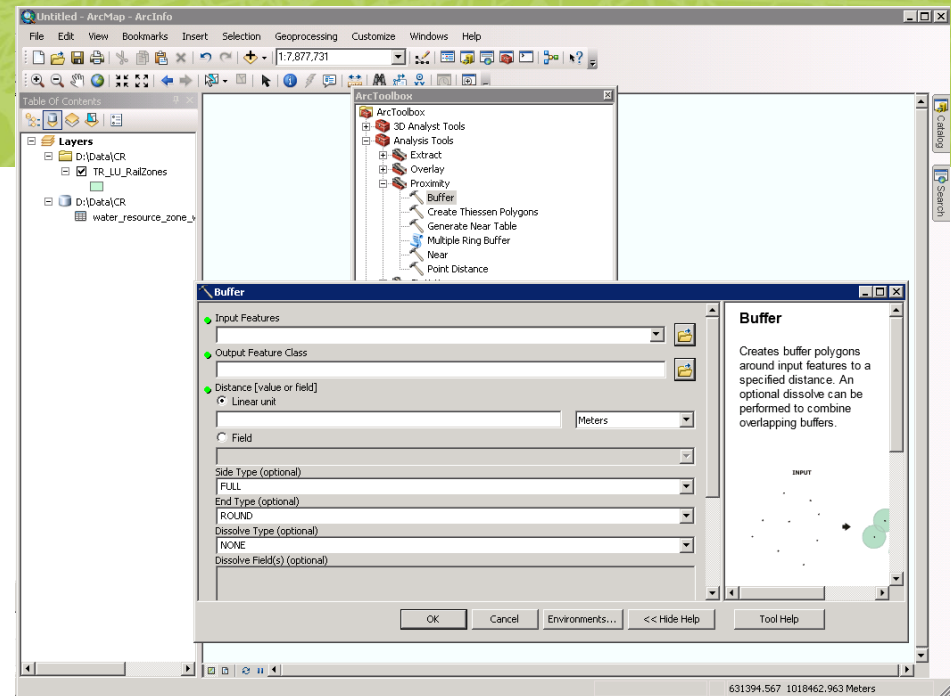 Untitled - ArcMap - ArcInfo
File Edit View Bookmarks Insert Selection Geoprocessing Customize Windows Help
1:7,877,731
Table Of Contents
Layers
D:\Data\CR
TR_LU_RailZones
D:\Data\CR
water_resource_zone_
ArcToolbox
ArcToolbox
3D Analyst Tools
Analysis Tools
Extract
Overlay
Proximity
Buffer
Create Thiessen Polygons
Generate Near Table
Multiple Ring Buffer
Near
Point Distance
Catalog
Search
Buffer
Input Features
Output Feature Class
Distance [value or field]
Linear unit
Meters
Field
Side Type (optional)
FULL
End Type (optional)
ROUND
Dissolve Type (optional)
NONE
Dissolve Field(s) (optional)
Buffer
Creates buffer polygons
around input features to a
specified distance. An
optional dissolve can be
performed to combine
overlapping buffers.
INPUT
OK Cancel Environments... << Hide Help Tool Help
631394.567 1018462.963 Meters